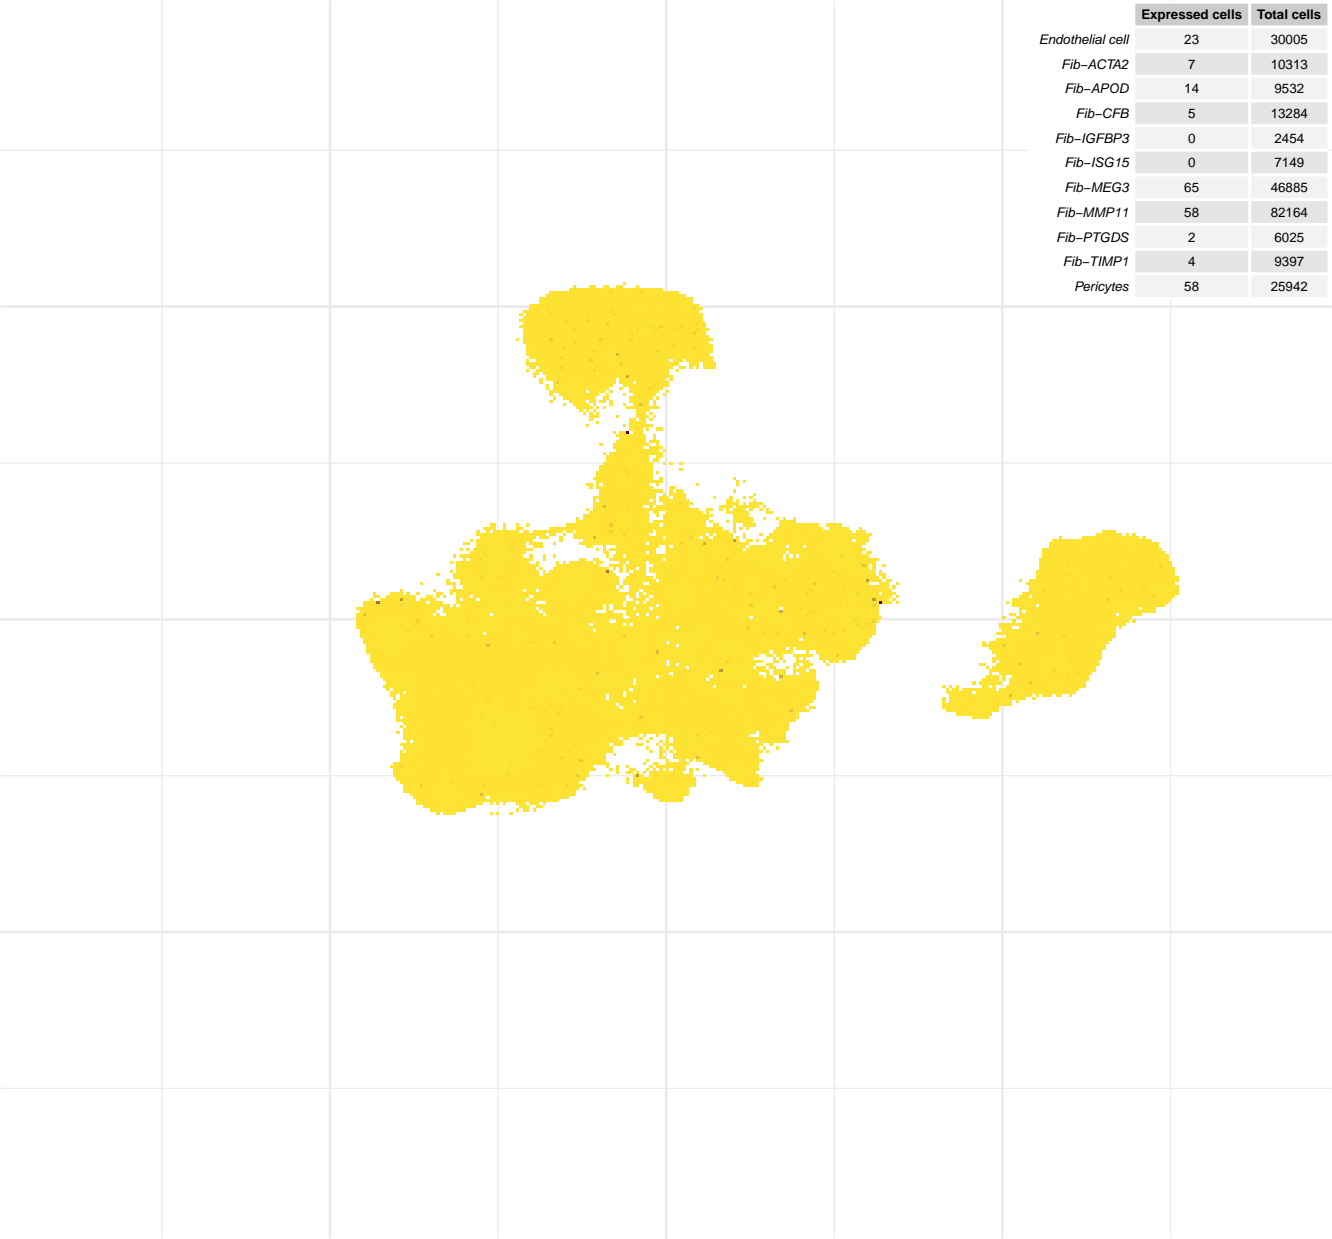 Expressed cells Total cells
Endothelial cell 23 30005
Fib−ACTA2 7 10313
Fib−APOD 14 9532
Fib−CFB 5 13284
Fib−IGFBP3 0 2454
Fib−ISG15 0 7149
Fib−MEG3 65 46885
Fib−MMP11 58 82164
Fib−PTGDS 2 6025
Fib−TIMP1 4 9397
Pericytes 58 25942